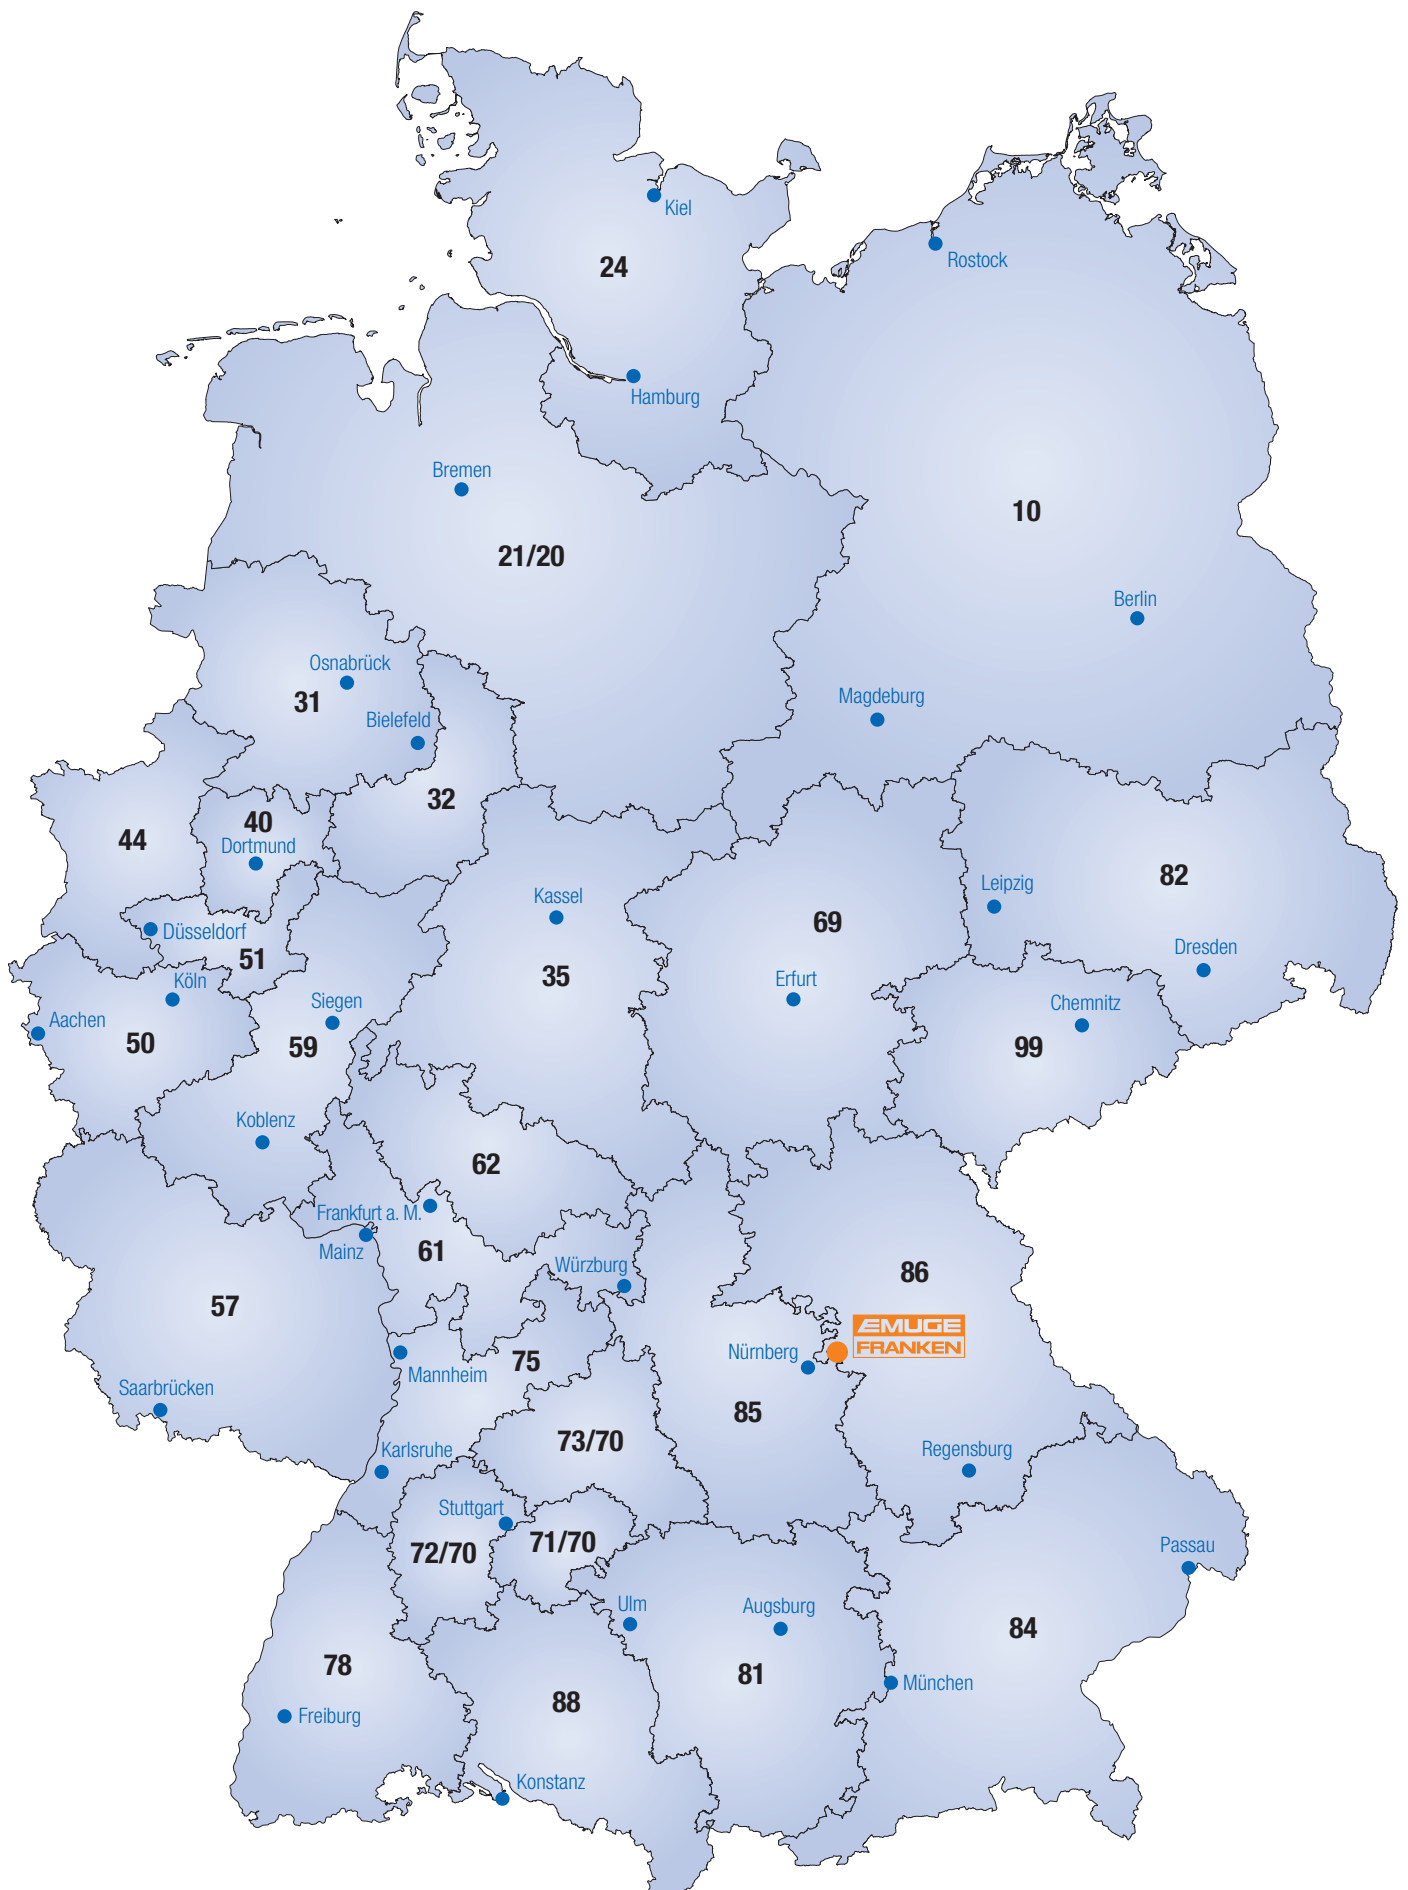 Kiel
24
Rostock
Hamburg
Bremen
10
21/20
Berlin
Osnabrück
31
Magdeburg
Bielefeld
32
40
44
Dortmund
82
Leipzig
Kassel
69
Düsseldorf
Dresden
51
35
Köln
Erfurt
Siegen
Chemnitz
Aachen
50
59
99
Koblenz
62
Frankfurt a. M.
Mainz
61
Würzburg
86
57
EMUGE
FRANKEN
Nürnberg
75
Mannheim
Saarbrücken
85
73/70
Karlsruhe
Regensburg
Stuttgart
72/70
71/70
Passau
Ulm
Augsburg
84
78
81
München
88
Freiburg
Konstanz